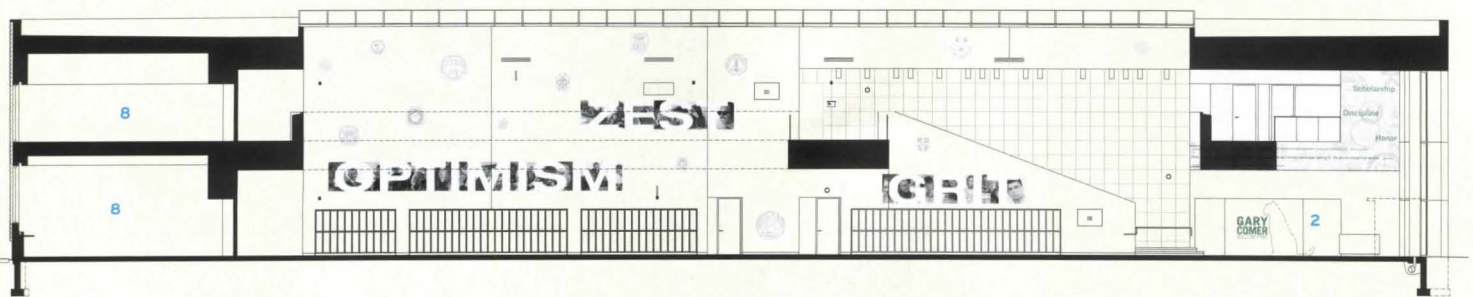 8
ZEST
Scholarship
Discipline
Honor
OPTIMISM
GRIT
8
GARY
COMER
2